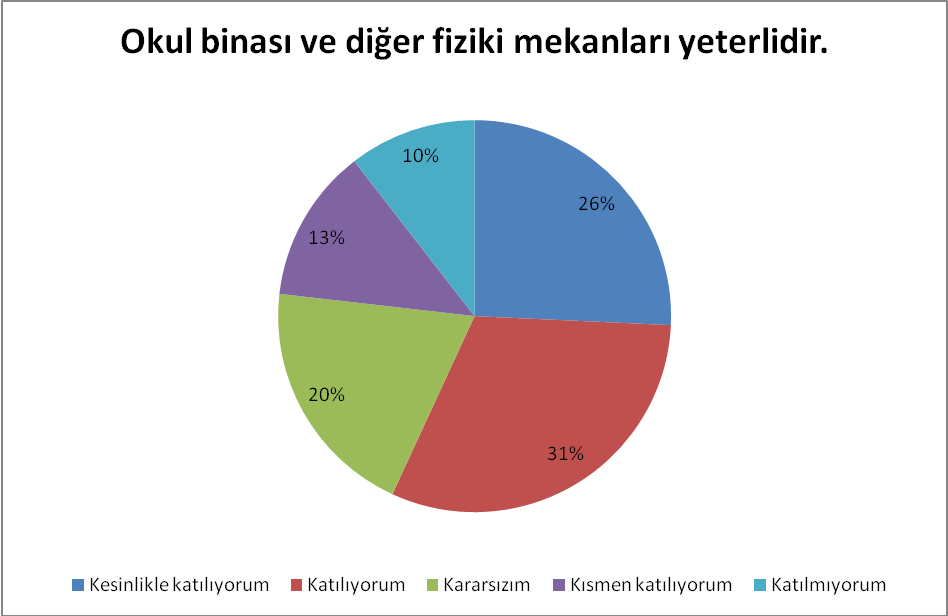 Okul binası ve diğer fiziki mekanları yeterlidir.
10%
26%
13%
20%
31%
Kesinlikle katılıyorum Katılıyorum Kararsızım Kısmen katılıyorum Katılmıyorum